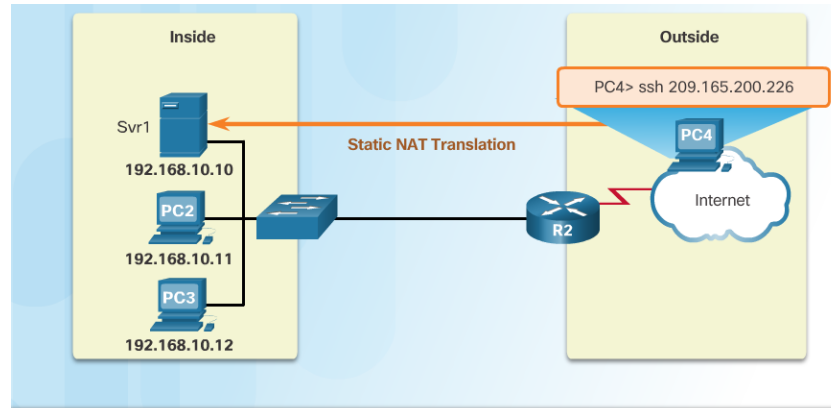 Inside
Outside
PC4> ssh 209.165.200.226
Svr1
Static NAT Translation
PC4
192.168.10.10
PC2
Internet
R2
192.168.10.11
PC3
192.168.10.12